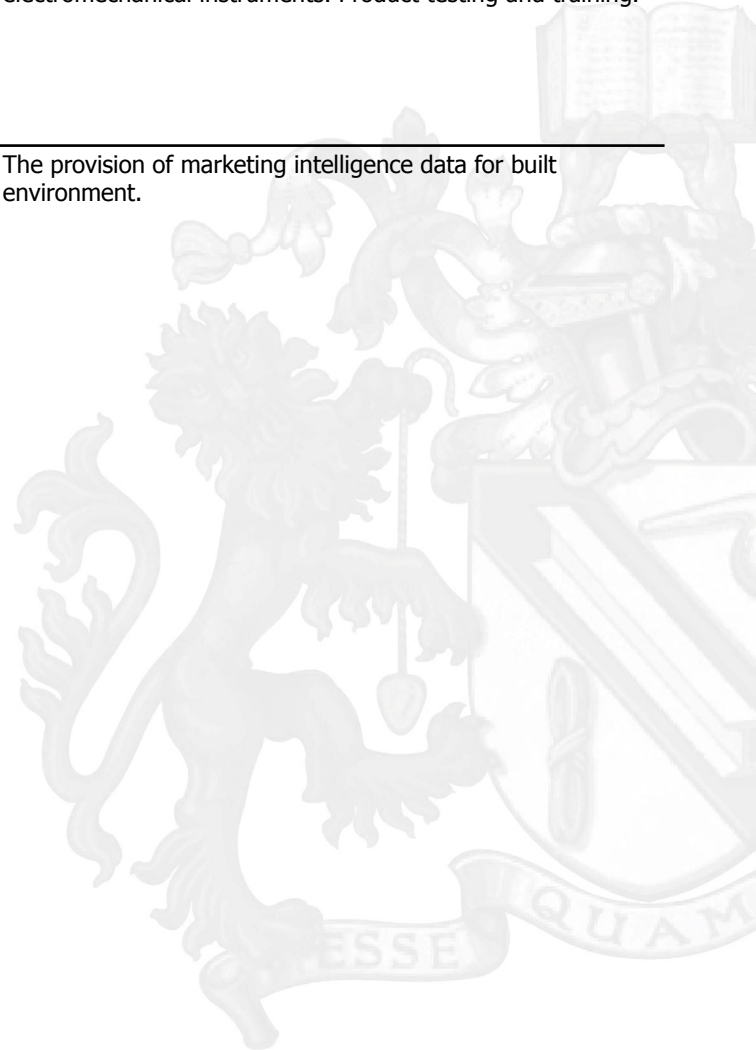 electromechanical instruments. Product testing and training.
The provision of marketing intelligence data for built
environment.
ESSE
QUAM